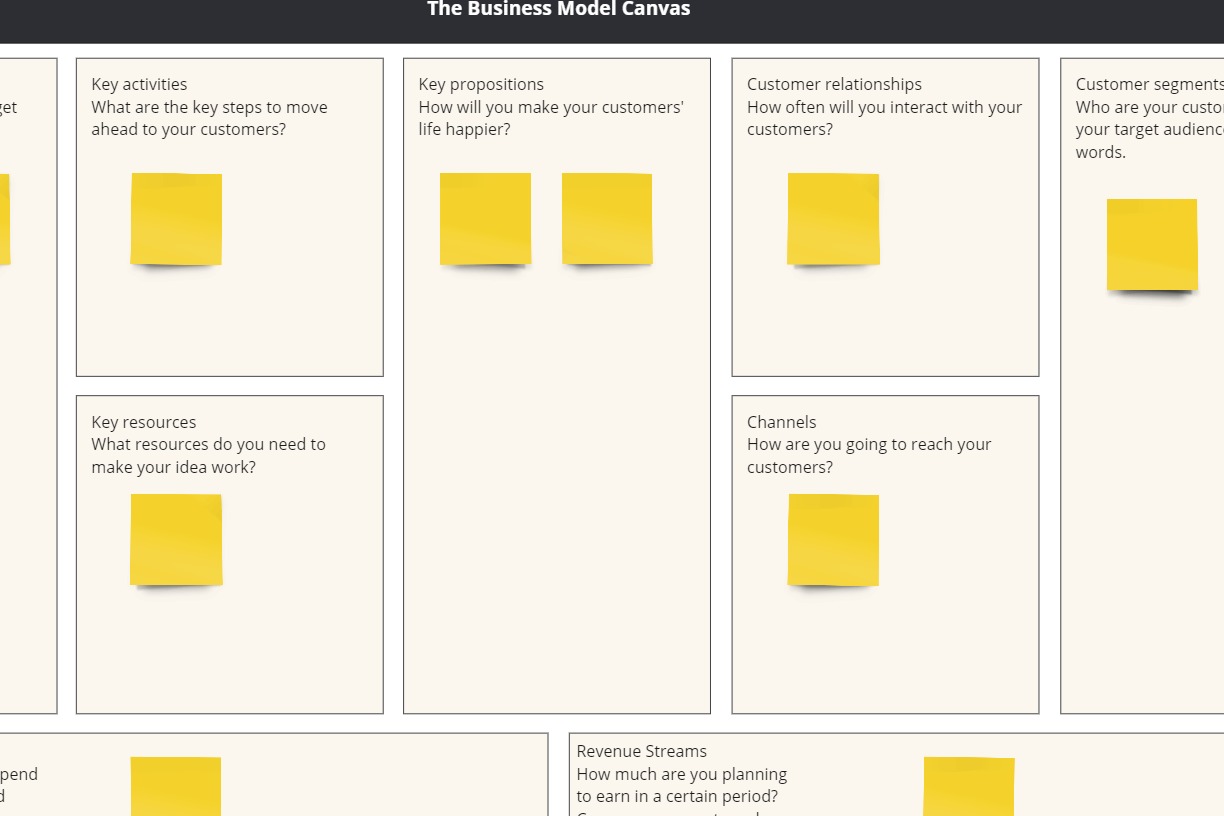 The Business Model Canvas
get
Key activities
What are the key steps to move
ahead to your customers?
Key resources
What resources do you need to
make your idea work?
Key propositions
How will you make your customers'
life happier?
Customer relationships
How often will you interact with your
customers?
Channels
How are you going to reach your
customers?
Customer segments
Who are your custo
your target audience
words.
pend
d
Revenue Streams
How much are you planning
to earn in a certain period?